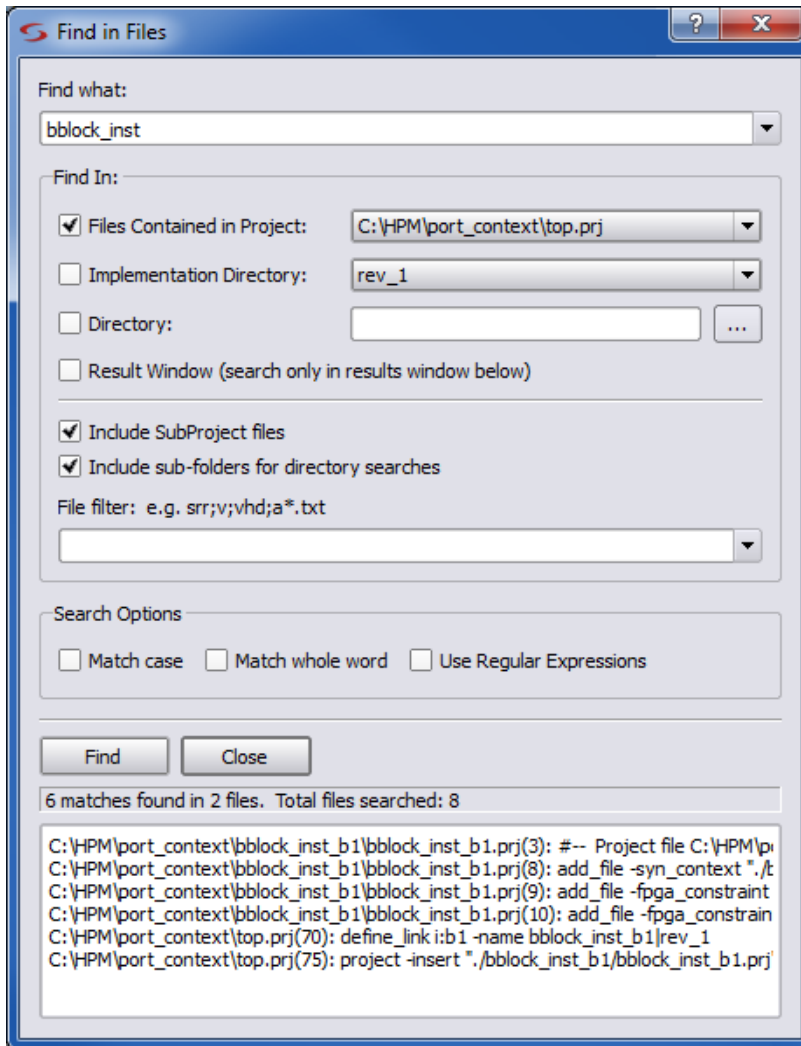 Find in Files
Find what:
bblock_inst
Find In:
Files Contained in Project: C:\HPM\port_context\top.prj
Implementation Directory: rev_1
Directory: ...
Result Window (search only in results window below)
Include SubProject files
Include sub-folders for directory searches
File filter: e.g. srr;v;vhd;a*.txt
Search Options
Match case Match whole word Use Regular Expressions
Find Close
6 matches found in 2 files. Total files searched: 8
C:\HPM\port_context\bblock_inst_b1\bblock_inst_b1.prj(3): #-- Project file C:\HPM\p
C:\HPM\port_context\bblock_inst_b1\bblock_inst_b1.prj(8): add_file -syn_context "./b
C:\HPM\port_context\bblock_inst_b1\bblock_inst_b1.prj(9): add_file -fpga_constraint
C:\HPM\port_context\bblock_inst_b1\bblock_inst_b1.prj(10): add_file -fpga_constrain
C:\HPM\port_context\top.prj(70): define_link i:b1 -name bblock_inst_b1|rev_1
C:\HPM\port_context\top.prj(75): project -insert "./bblock_inst_b1/bblock_inst_b1.prj